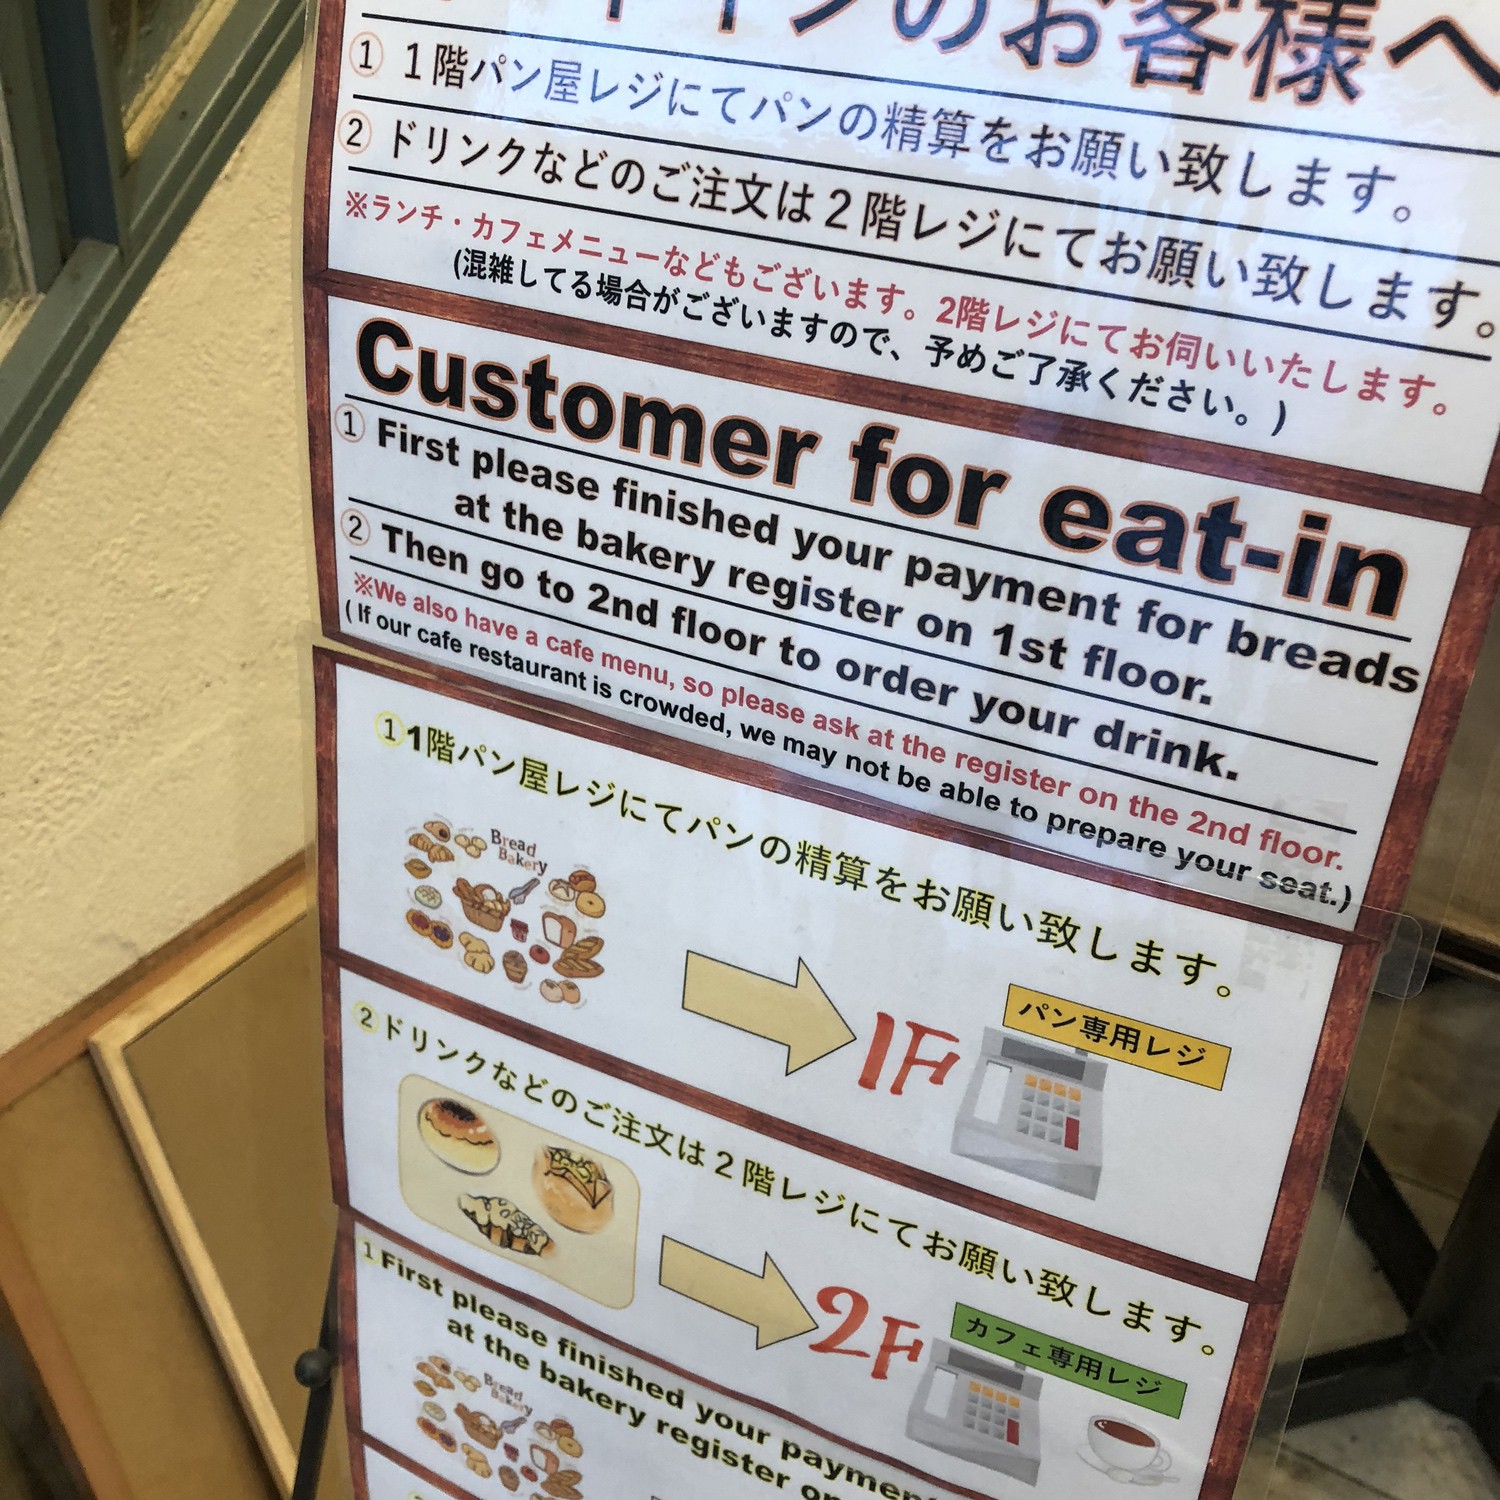 ートインのお客様へ
① １階パン屋レジにてパンの精算をお願い致します。
② ドリンクなどのご注文は２階レジにてお願い致します。
※ランチ・カフェメニューなどもございます。2階レジにてお伺いいたします。
(混雑してる場合がございますので、予めご了承ください。)
Customer for eat-in
① First please finished your payment for breads
at the bakery register on 1st floor.
② Then go to 2nd floor to order your drink.
※We also have a cafe menu, so please ask at the register on the 2nd floor.
( If our cafe restaurant is crowded, we may not be able to prepare your seat.)
①1階パン屋レジにてパンの精算をお願い致します。
Bread
Bakery
1F
パン専用レジ
②ドリンクなどのご注文は２階レジにてお願い致します。
2F
カフェ専用レジ
1 First please finished your payment
at the bakery register on
Bread
Bakery